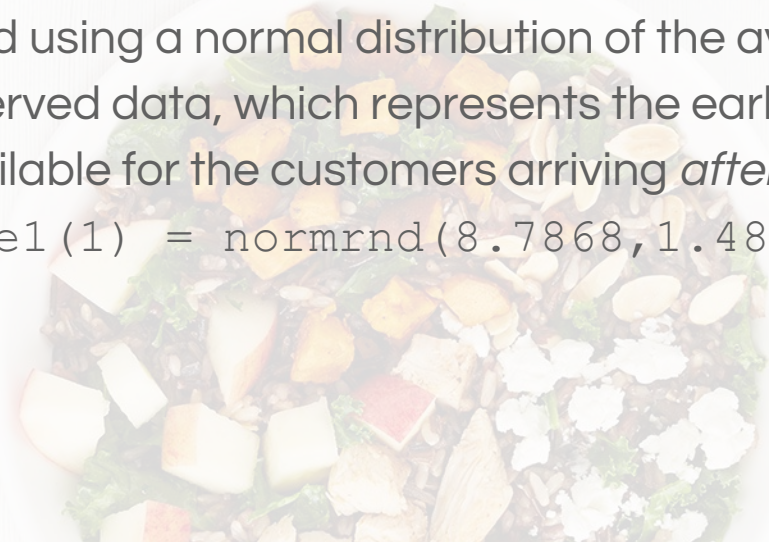 d using a normal distribution of the av
erved data, which represents the earl
ilable for the customers arriving after
e1(1) = normrnd(8.7868,1.48